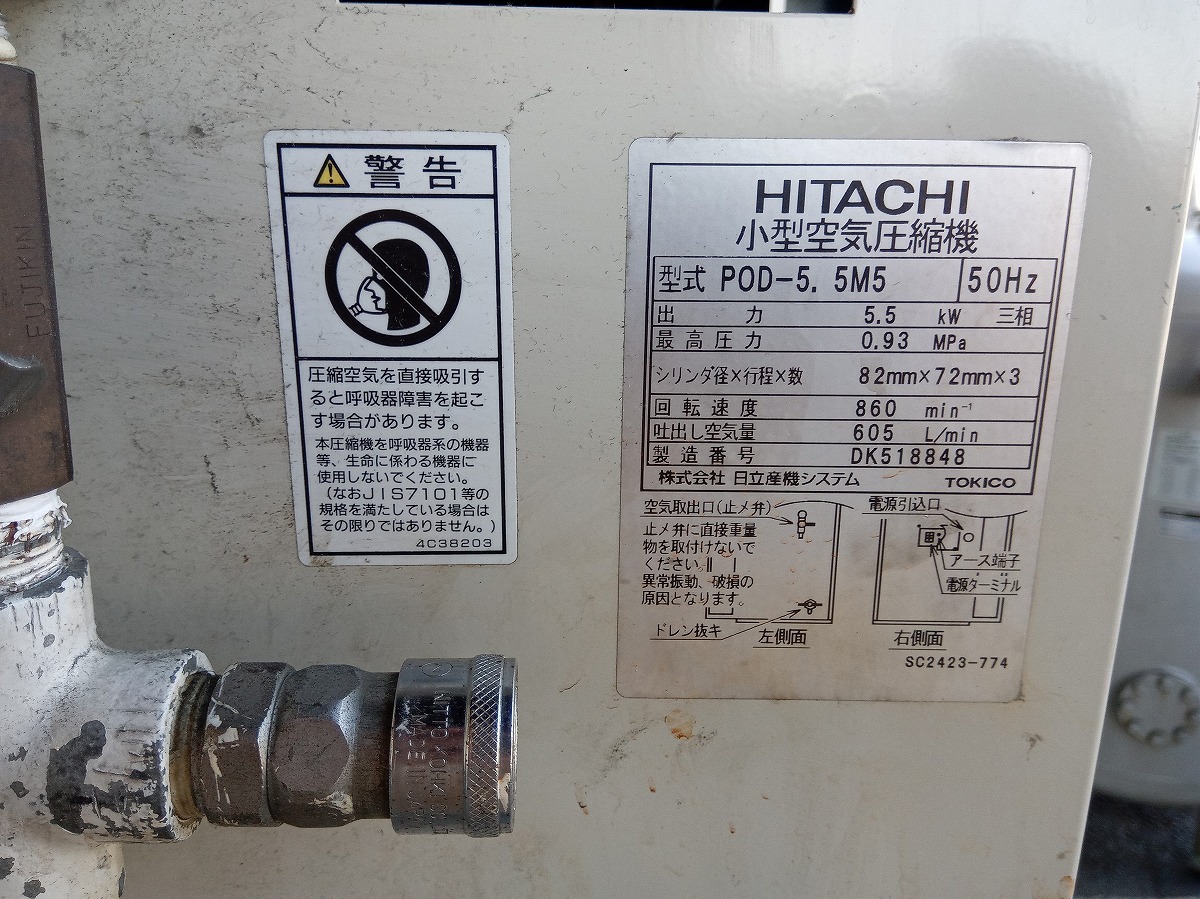 警告
圧縮空気を直接吸引す
ると呼吸器障害を起こ
す場合があります。
本圧縮機を呼吸器系の機器
等、生命に係わる機器に
使用しないでください。
(なおJIS7101等の
規格を満たしている場合は
その限りではありません。)
4C38203
HITACHI
小型空気圧縮機
型式 POD-5.5M5 50Hz
出力 5.5 kW 三相
最高圧力 0.93 MPa
シリンダ径×行程×数 82mm×72mm×3
回転速度 860 min⁻¹
吐出し空気量 605 L/min
製造番号 DK518848
株式会社 日立産機システム TOKICO
空気取出口(止メ弁)
止メ弁に直接重量
物を取付けないで
ください。
異常振動、破損の
原因となります。
ドレン抜キ
左側面
電源引込口
アース端子
電源ターミナル
右側面
SC2423-774
FUJIKIN
NITTO KOHKI
MADE IN